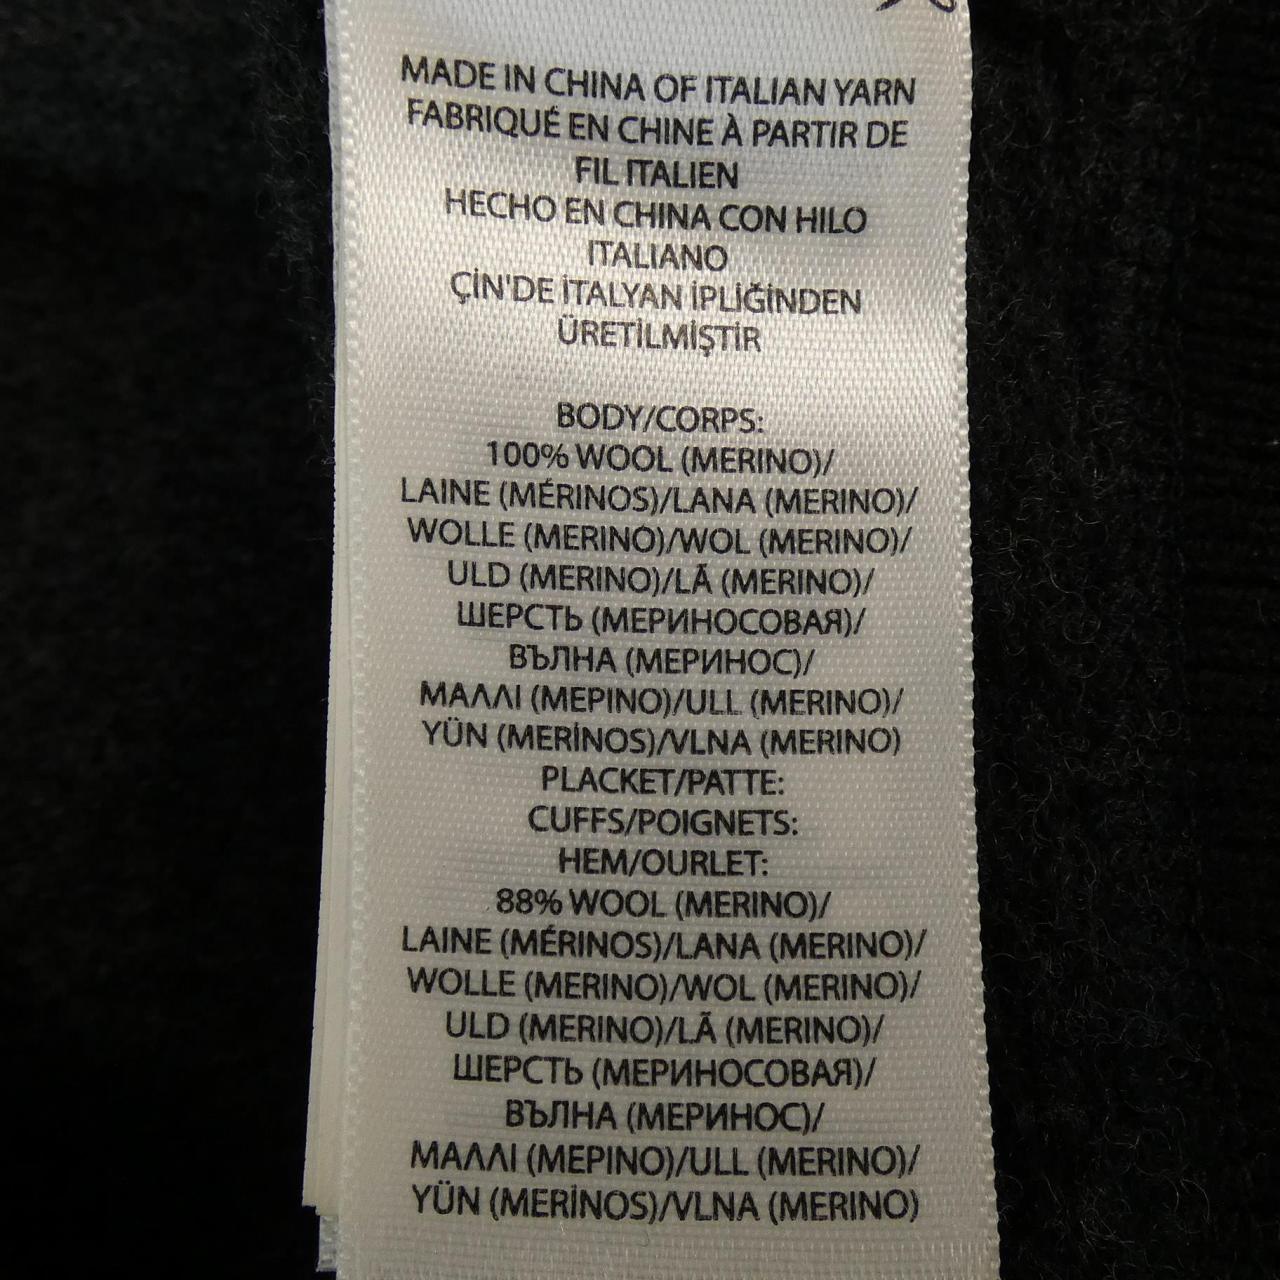 MADE IN CHINA OF ITALIAN YARN
FABRIQUÉ EN CHINE À PARTIR DE
FIL ITALIEN
HECHO EN CHINA CON HILO
ITALIANO
ÇİN'DE İTALYAN İPLİĞİNDEN
ÜRETİLMİŞTİR
BODY/CORPS:
100% WOOL (MERINO)/
LAINE (MÉRINOS)/LANA (MERINO)/
WOLLE (MERINO)/WOL (MERINO)/
ULD (MERINO)/LÃ (MERINO)/
ШЕРСТЬ (МЕРИНОСОВАЯ)/
ВЪЛНА (МЕРИНОС)/
ΜΑΛΛΙ (ΜΕΡΙΝΟ)/ULL (MERINO)/
YÜN (MERİNOS)/VLNA (MERINO)
PLACKET/PATTE:
CUFFS/POIGNETS:
HEM/OURLET:
88% WOOL (MERINO)/
LAINE (MÉRINOS)/LANA (MERINO)/
WOLLE (MERINO)/WOL (MERINO)/
ULD (MERINO)/LÃ (MERINO)/
ШЕРСТЬ (МЕРИНОСОВАЯ)/
ВЪЛНА (МЕРИНОС)/
ΜΑΛΛΙ (ΜΕΡΙΝΟ)/ULL (MERINO)/
YÜN (MERİNOS)/VLNA (MERINO)